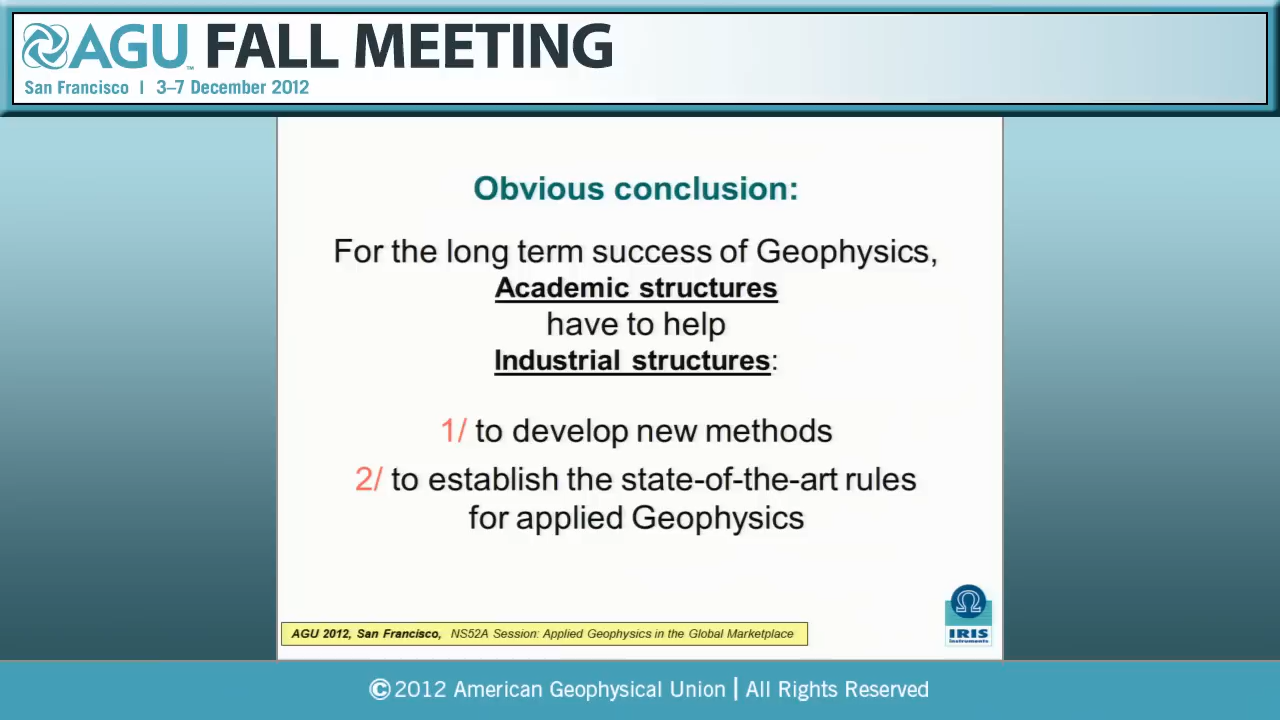 AGU FALL MEETING
San Francisco | 3–7 December 2012
Obvious conclusion:
For the long term success of Geophysics,
Academic structures
have to help
Industrial structures:
1/ to develop new methods
2/ to establish the state-of-the-art rules
for applied Geophysics
AGU 2012, San Francisco, NS52A Session: Applied Geophysics in the Global Marketplace
Ω
IRIS
Instruments
©2012 American Geophysical Union | All Rights Reserved